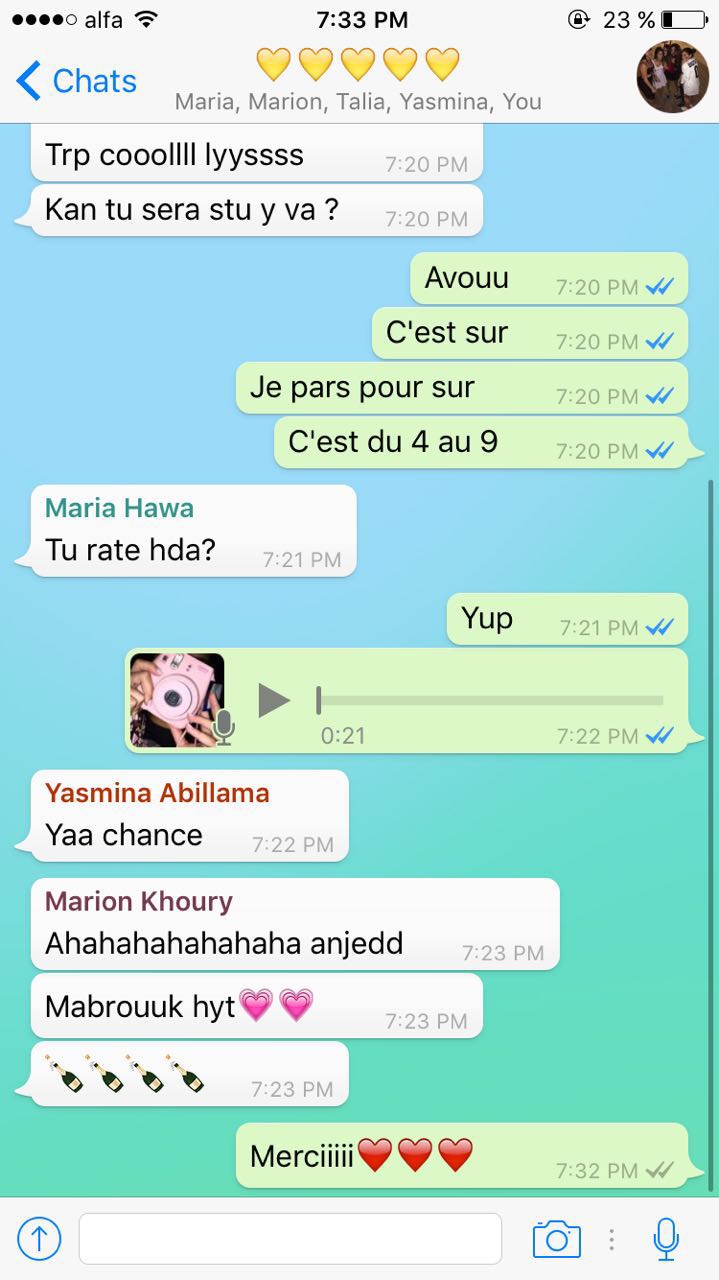 alfa 7:33 PM 23 %
Chats 💛💛💛💛💛
Maria, Marion, Talia, Yasmina, You
Trp cooollll lyyssss 7:20 PM
Kan tu sera stu y va ? 7:20 PM
Avouu 7:20 PM
C'est sur 7:20 PM
Je pars pour sur 7:20 PM
C'est du 4 au 9 7:20 PM
Maria Hawa
Tu rate hda? 7:21 PM
Yup 7:21 PM
0:21 7:22 PM
Yasmina Abillama
Yaa chance 7:22 PM
Marion Khoury
Ahahahahahahaha anjedd 7:23 PM
Mabrouuk hyt💗💗 7:23 PM
🍾🍾🍾🍾 7:23 PM
Merciiiii❤️❤️❤️ 7:32 PM